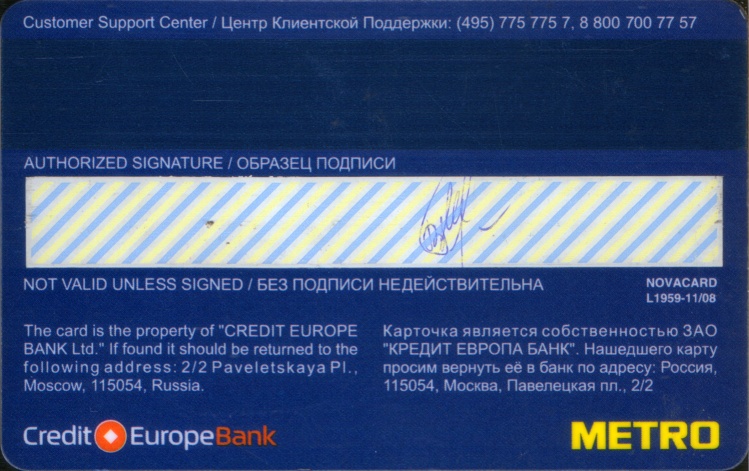 Customer Support Center / Центр Клиентской Поддержки: (495) 775 775 7, 8 800 700 77 57
AUTHORIZED SIGNATURE / ОБРАЗЕЦ ПОДПИСИ
NOT VALID UNLESS SIGNED / БЕЗ ПОДПИСИ НЕДЕЙСТВИТЕЛЬНА
NOVACARD
L1959-11/08
The card is the property of "CREDIT EUROPE
BANK Ltd." If found it should be returned to the
following address: 2/2 Paveletskaya Pl.,
Moscow, 115054, Russia.
Карточка является собственностью ЗАО
"КРЕДИТ ЕВРОПА БАНК". Нашедшего карту
просим вернуть её в банк по адресу: Россия,
115054, Москва, Павелецкая пл., 2/2
Credit EuropeBank
METRO